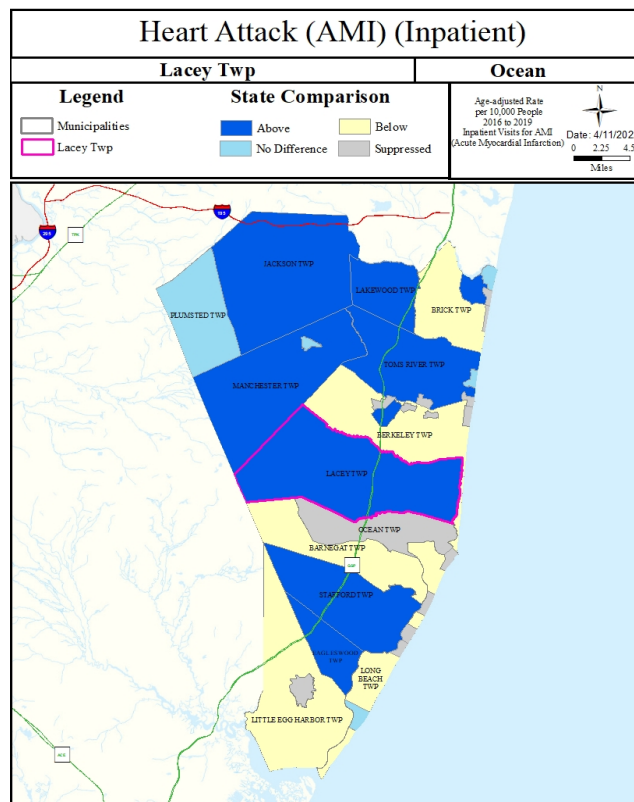 Heart Attack (AMI) (Inpatient)
Lacey Twp
Ocean
Legend
Municipalities
Lacey Twp
State Comparison
Above
Below
No Difference
Suppressed
Age-adjusted Rate
per 10,000 People
2016 to 2019
Inpatient Visits for AMI
(Acute Myocardial Infarction)
N
Date: 4/11/202
0 2.25 4.5
Miles
195
JACKSON TWP
LAKEWOOD TWP
BRICK TWP
PLUMSTED TWP
TOMS RIVER TWP
MANCHESTER TWP
BERKELEY TWP
LACEY TWP
OCEAN TWP
BARNEGAT TWP
GSP
STAFFORD TWP
EAGLESWOOD
TWP
LONG
BEACH
TWP
LITTLE EGG HARBOR TWP
ACE